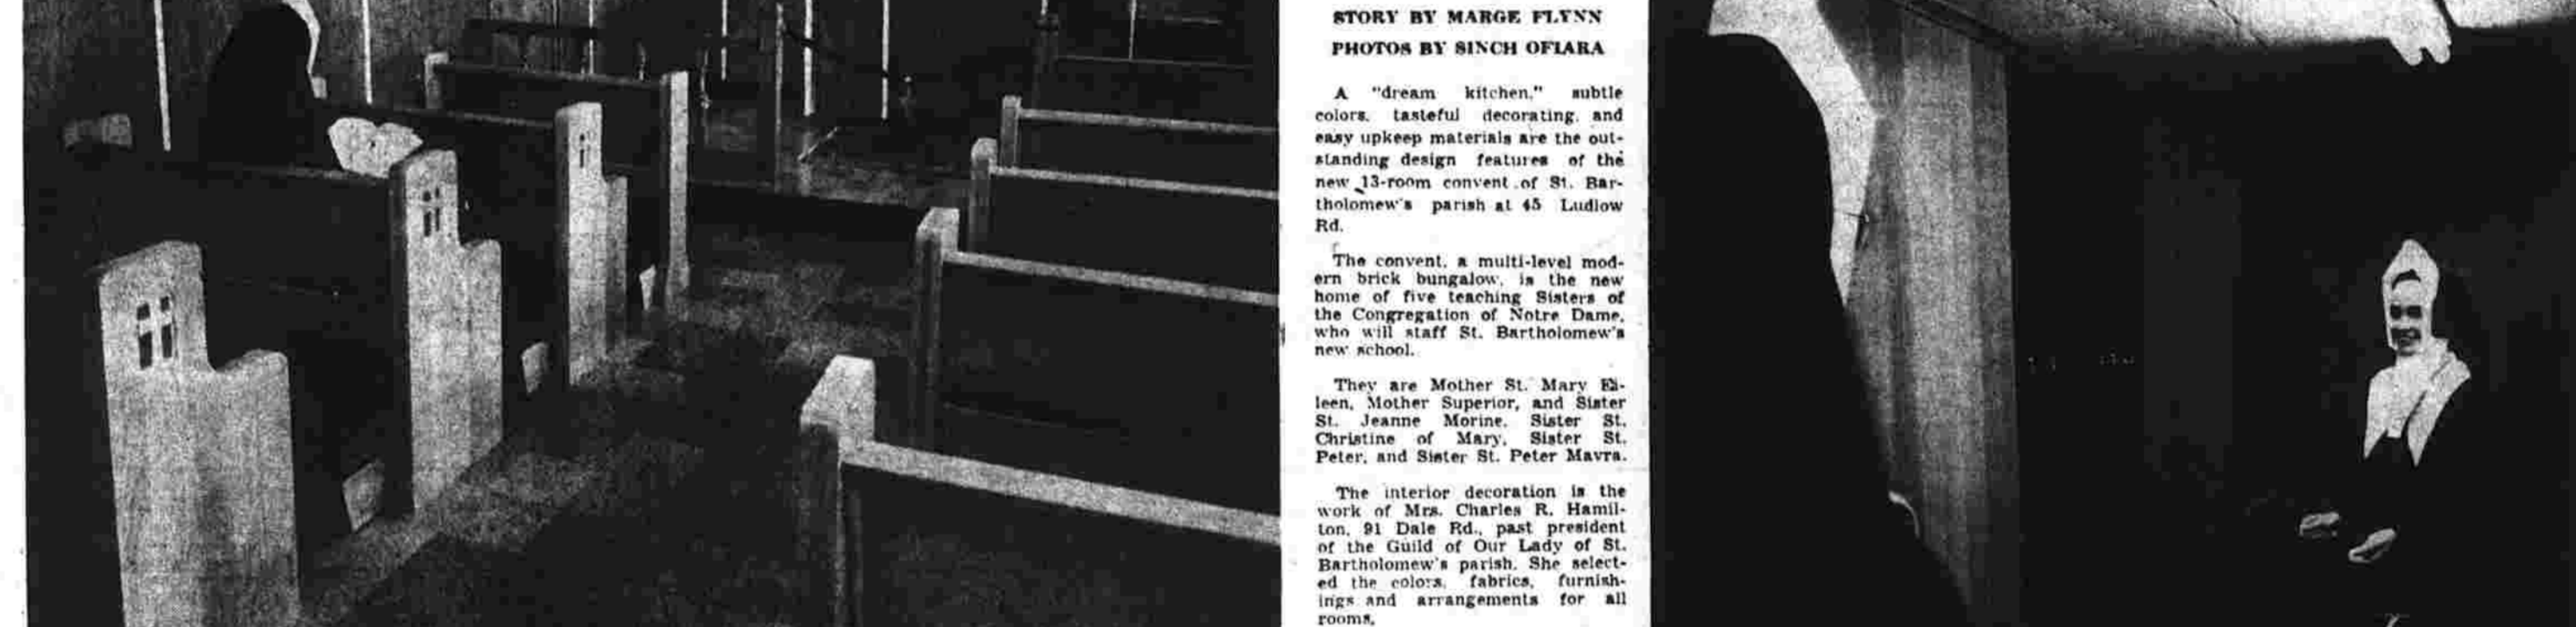 STORY BY MARGE FLYNN
PHOTOS BY SINCH OFIARA
A "dream kitchen," subtle
colors, tasteful decorating, and
easy upkeep materials are the out-
standing design features of the
new 13-room convent of St. Bar-
tholomew's parish at 45 Ludlow
Rd.
The convent, a multi-level mod-
ern brick bungalow, is the new
home of five teaching Sisters of
the Congregation of Notre Dame,
who will staff St. Bartholomew's
new school.
They are Mother St. Mary Ei-
leen, Mother Superior, and Sister
St. Jeanne Morine, Sister St.
Christine of Mary, Sister St.
Peter, and Sister St. Peter Mavra.
The interior decoration is the
work of Mrs. Charles R. Hamil-
ton, 91 Dale Rd., past president
of the Guild of Our Lady of St.
Bartholomew's parish. She select-
ed the colors, fabrics, furnish-
ings and arrangements for all
rooms.